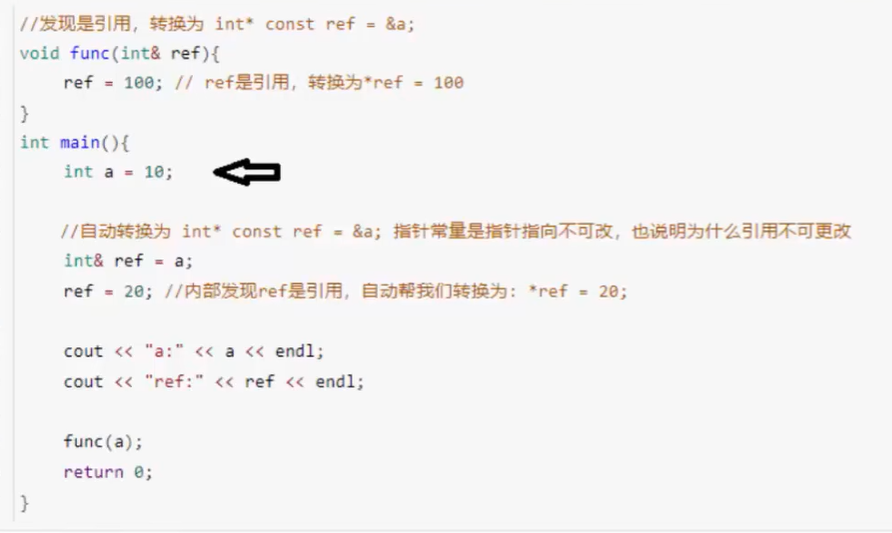 //发现是引用，转换为 int* const ref = &a;
void func(int& ref){
    ref = 100; // ref是引用，转换为*ref = 100
}
int main(){
    int a = 10;
    //自动转换为 int* const ref = &a; 指针常量是指针指向不可改，也说明为什么引用不可更改
    int& ref = a;
    ref = 20; //内部发现ref是引用，自动帮我们转换为: *ref = 20;
    cout << "a:" << a << endl;
    cout << "ref:" << ref << endl;
    func(a);
    return 0;
}